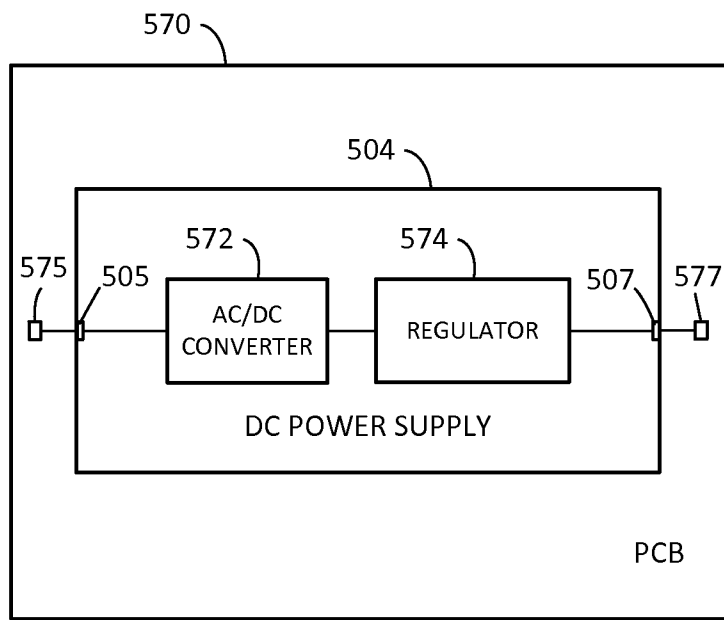 570
504
572
574
575
505
507
577
AC/DC
CONVERTER
REGULATOR
DC POWER SUPPLY
PCB